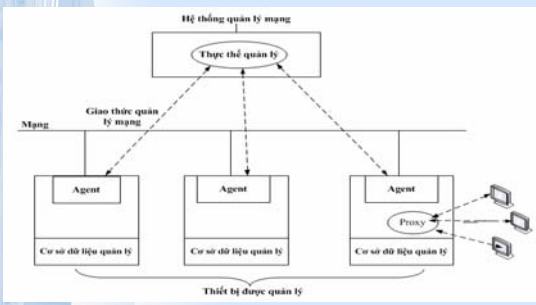 Hệ thống quản lý mạng
Thực thể quản lý
Giao thức quản
lý mạng
Mạng
Agent
Agent
Agent
Proxy
Cơ sở dữ liệu quản lý
Cơ sở dữ liệu quản lý
Cơ sở dữ liệu quản lý
Thiết bị được quản lý